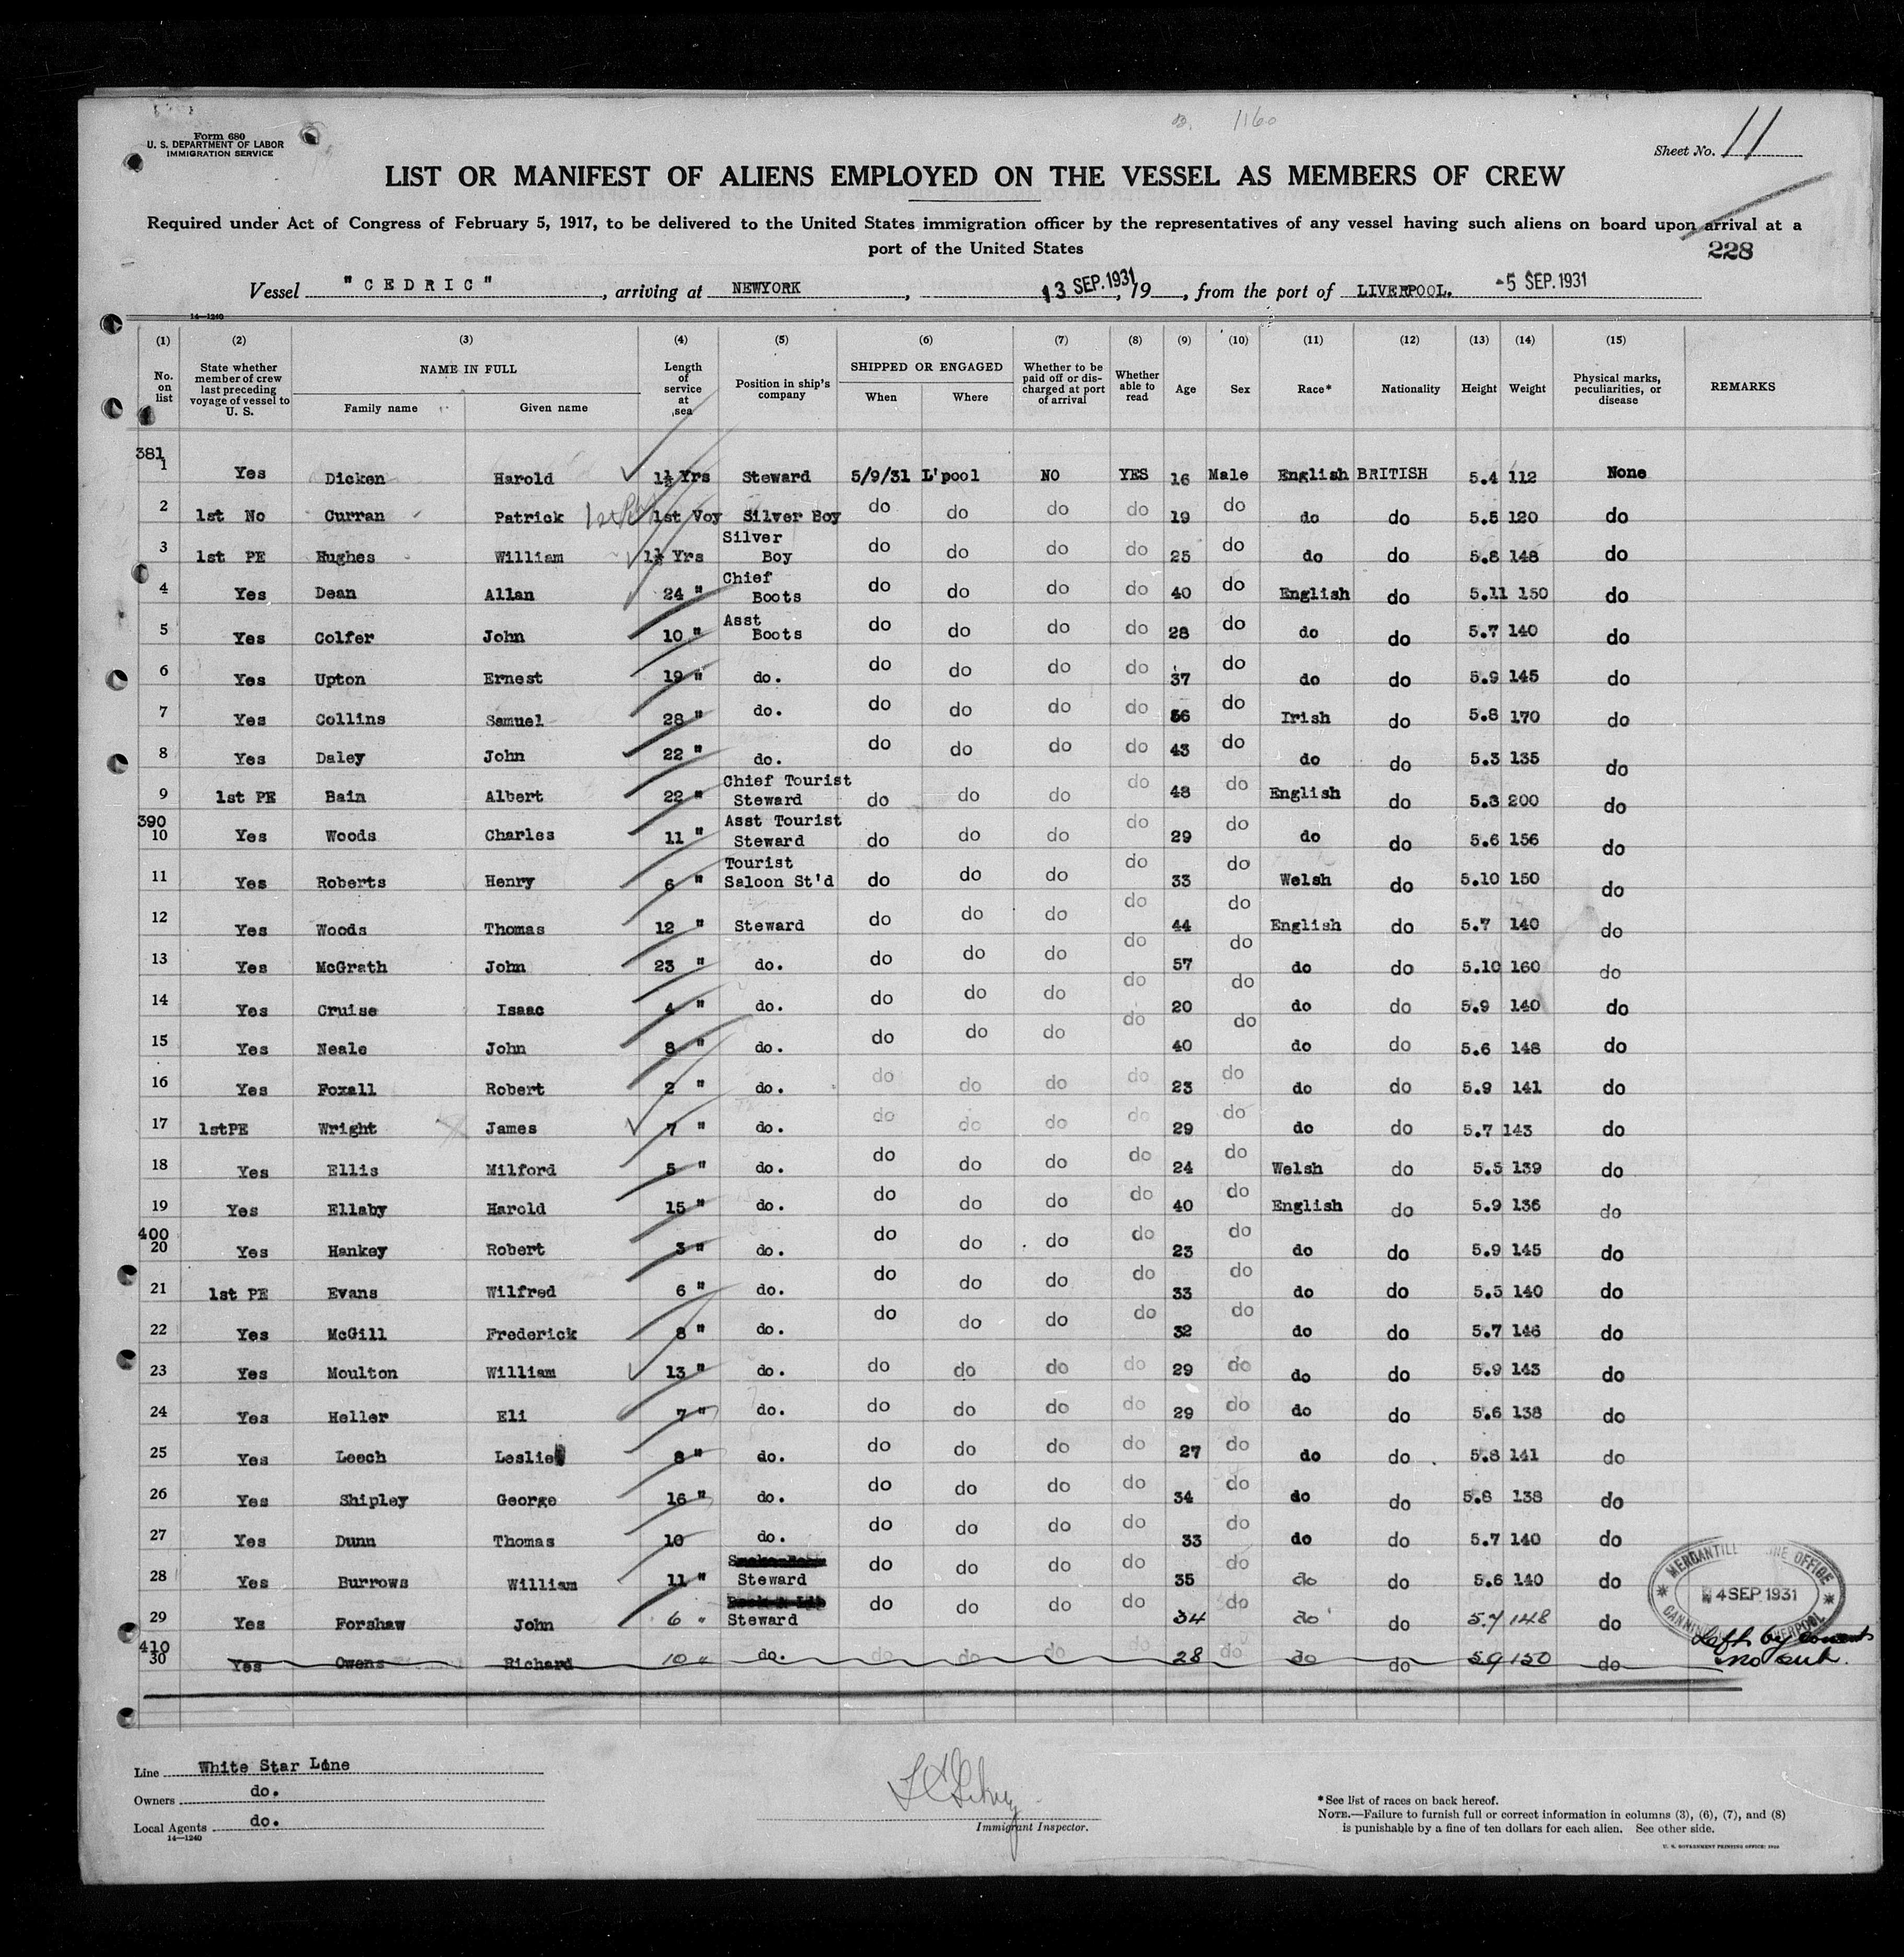 1160
Form 680
U. S. DEPARTMENT OF LABOR
IMMIGRATION SERVICE
Sheet No. 11
LIST OR MANIFEST OF ALIENS EMPLOYED ON THE VESSEL AS MEMBERS OF CREW
Required under Act of Congress of February 5, 1917, to be delivered to the United States immigration officer by the representatives of any vessel having such aliens on board upon arrival at a
port of the United States
228
Vessel "CEDRIC", arriving at NEWYORK, 13 SEP.1931, 19, from the port of LIVERPOOL. -5 SEP.1931
14—1240
(1) (2) (3) (4) (5) (6) (7) (8) (9) (10) (11) (12) (13) (14) (15)
No. on list State whether member of crew last preceding voyage of vessel to U. S. NAME IN FULL Family name Given name Length of service at sea Position in ship's company SHIPPED OR ENGAGED When Where Whether to be paid off or discharged at port of arrival Whether able to read Age Sex Race* Nationality Height Weight Physical marks, peculiarities, or disease REMARKS
381
1 Yes Dicken Harold 1½ Yrs Steward 5/9/31 L'pool NO YES 16 Male English BRITISH 5.4 112 None
2 1st No Curran Patrick 1st Voy Silver Boy do do do do 19 do do do 5.5 120 do
3 1st PE Hughes William 1½ Yrs Silver Boy do do do do 25 do do do 5.8 148 do
4 Yes Dean Allan 24 " Chief Boots do do do do 40 do English do 5.11 150 do
5 Yes Colfer John 10 " Asst Boots do do do do 28 do do do 5.7 140 do
6 Yes Upton Ernest 19 " do. do do do do 37 do do do 5.9 145 do
7 Yes Collins Samuel 28 " do. do do do do 56 do Irish do 5.8 170 do
8 Yes Daley John 22 " do. do do do do 43 do do do 5.3 135 do
9 1st PE Bain Albert 22 " Chief Tourist Steward do do do do 48 do English do 5.8 200 do
390
10 Yes Woods Charles 11 " Asst Tourist Steward do do do do 29 do do do 5.6 156 do
11 Yes Roberts Henry 6 " Tourist Saloon St'd do do do do 33 do Welsh do 5.10 150 do
12 Yes Woods Thomas 12 " Steward do do do do 44 do English do 5.7 140 do
13 Yes McGrath John 23 " do. do do do do 57 do do do 5.10 160 do
14 Yes Cruise Isaac 4 " do. do do do do 20 do do do 5.9 140 do
15 Yes Neale John 8 " do. do do do do 40 do do do 5.6 148 do
16 Yes Foxall Robert 2 " do. do do do do 23 do do do 5.9 141 do
17 1stPE Wright James 7 " do. do do do do 29 do do do 5.7 143 do
18 Yes Ellis Milford 5 " do. do do do do 24 do Welsh do 5.5 139 do
19 Yes Ellaby Harold 15 " do. do do do do 40 do English do 5.9 136 do
400
20 Yes Hankey Robert 3 " do. do do do do 23 do do do 5.9 145 do
21 1st PE Evans Wilfred 6 " do. do do do do 33 do do do 5.5 140 do
22 Yes McGill Frederick 8 " do. do do do do 32 do do do 5.7 146 do
23 Yes Moulton William 13 " do. do do do do 29 do do do 5.9 143 do
24 Yes Heller Eli 7 " do. do do do do 29 do do do 5.6 138 do
25 Yes Leech Leslie 8 " do. do do do do 27 do do do 5.8 141 do
26 Yes Shipley George 16 " do. do do do do 34 do do do 5.8 138 do
27 Yes Dunn Thomas 10 do. do do do do 33 do do do 5.7 140 do
28 Yes Burrows William 11 " Steward do do do do 35 do do do 5.6 140 do
29 Yes Forshaw John 6 " Steward do do do do 34 do do do 5.7 148 do
410
30 Yes Owens Richard 10 " do. do do do do 28 do do do 5.9 150 do Left by consent no sub.
MERCANTILE OFFICE
4 SEP 1931
LIVERPOOL
Line White Star Line
Owners do.
Local Agents do.
14—1240
Immigrant Inspector.
*See list of races on back hereof.
NOTE.—Failure to furnish full or correct information in columns (3), (6), (7), and (8)
is punishable by a fine of ten dollars for each alien. See other side.